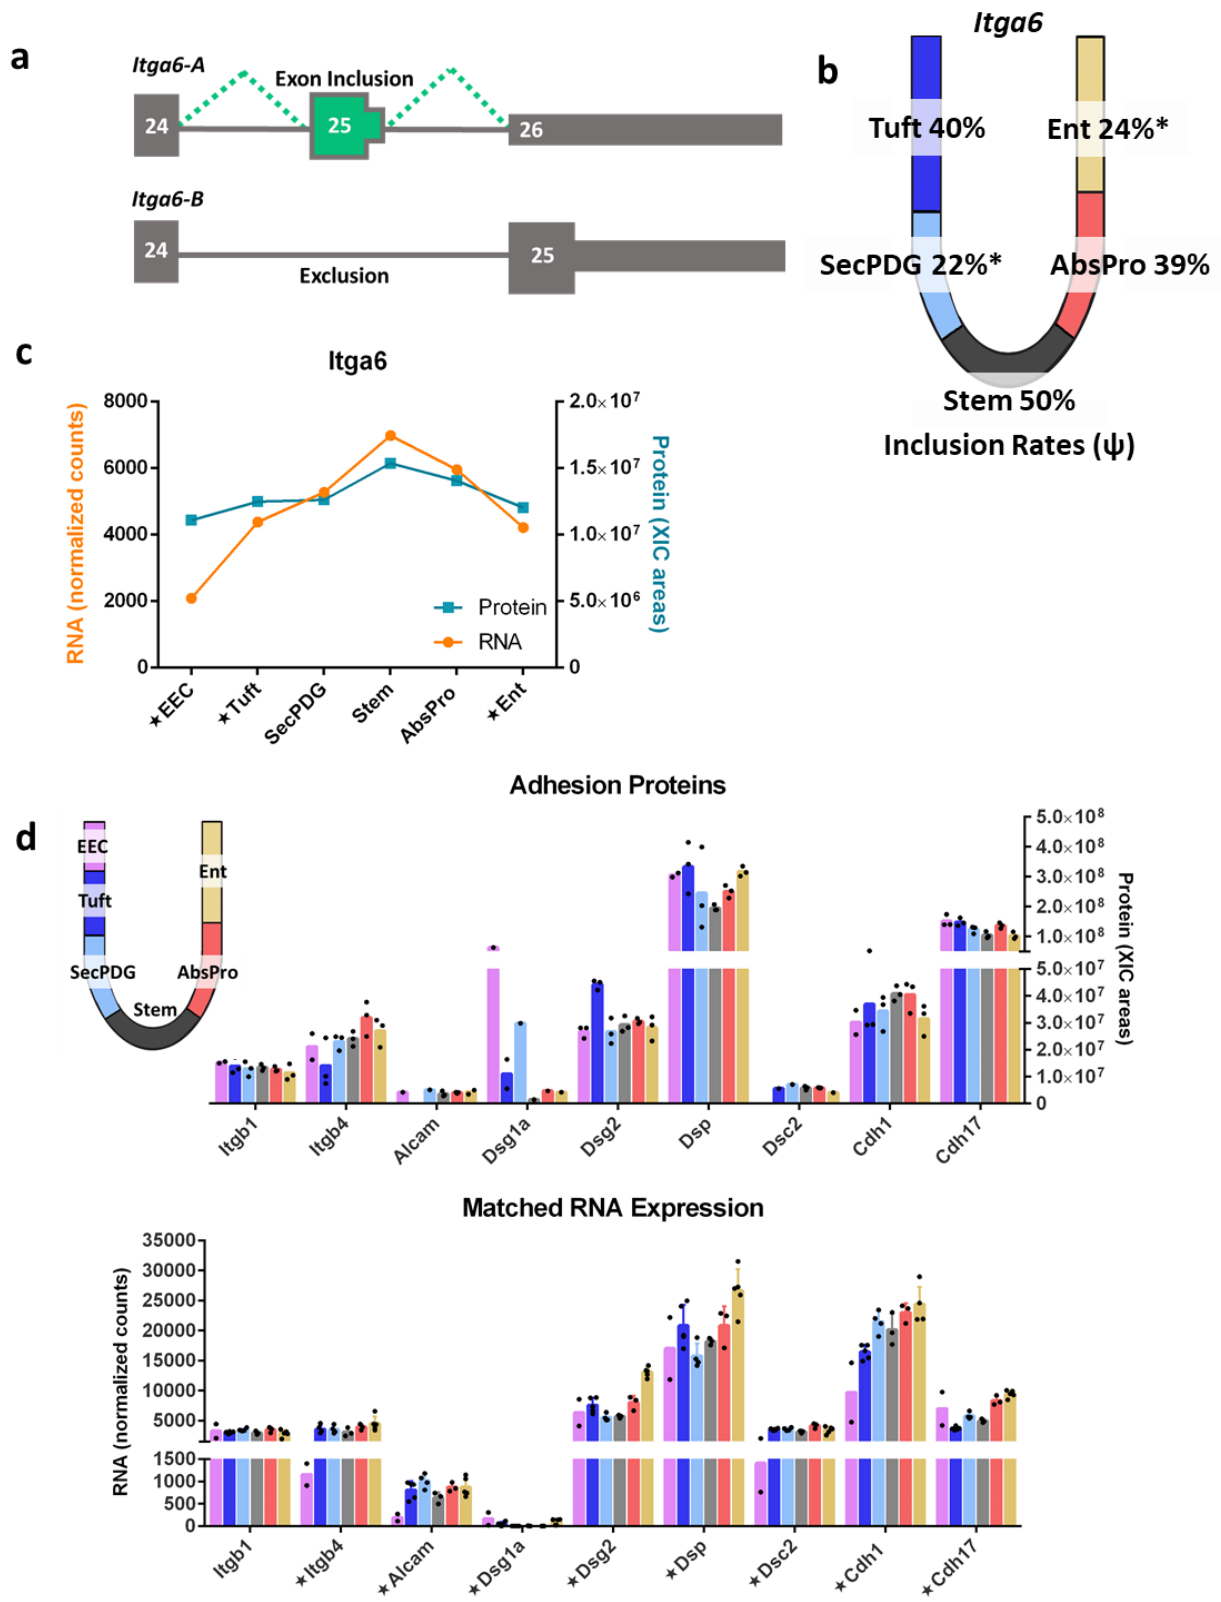 a
Itga6-A
Exon Inclusion
24
25
26
Itga6-B
24
25
Exclusion
b
Itga6
Tuft 40%
Ent 24%*
SecPDG 22%*
AbsPro 39%
Stem 50%
Inclusion Rates (ψ)
c
Itga6
RNA (normalized counts)
8000
6000
4000
2000
0
2.0×10⁷
1.5×10⁷
1.0×10⁷
5.0×10⁶
0
Protein (XIC areas)
Protein
RNA
★EEC
★Tuft
SecPDG
Stem
AbsPro
★Ent
d
Adhesion Proteins
EEC
Tuft
SecPDG
Stem
AbsPro
Ent
5.0×10⁸
4.0×10⁸
3.0×10⁸
2.0×10⁸
1.0×10⁸
5.0×10⁷
4.0×10⁷
3.0×10⁷
2.0×10⁷
1.0×10⁷
0
Protein (XIC areas)
Itgb1
Itgb4
Alcam
Dsg1a
Dsg2
Dsp
Dsc2
Cdh1
Cdh17
Matched RNA Expression
RNA (normalized counts)
35000
30000
25000
20000
15000
10000
5000
1500
1000
500
0
Itgb1
★Itgb4
★Alcam
★Dsg1a
★Dsg2
★Dsp
★Dsc2
★Cdh1
★Cdh17